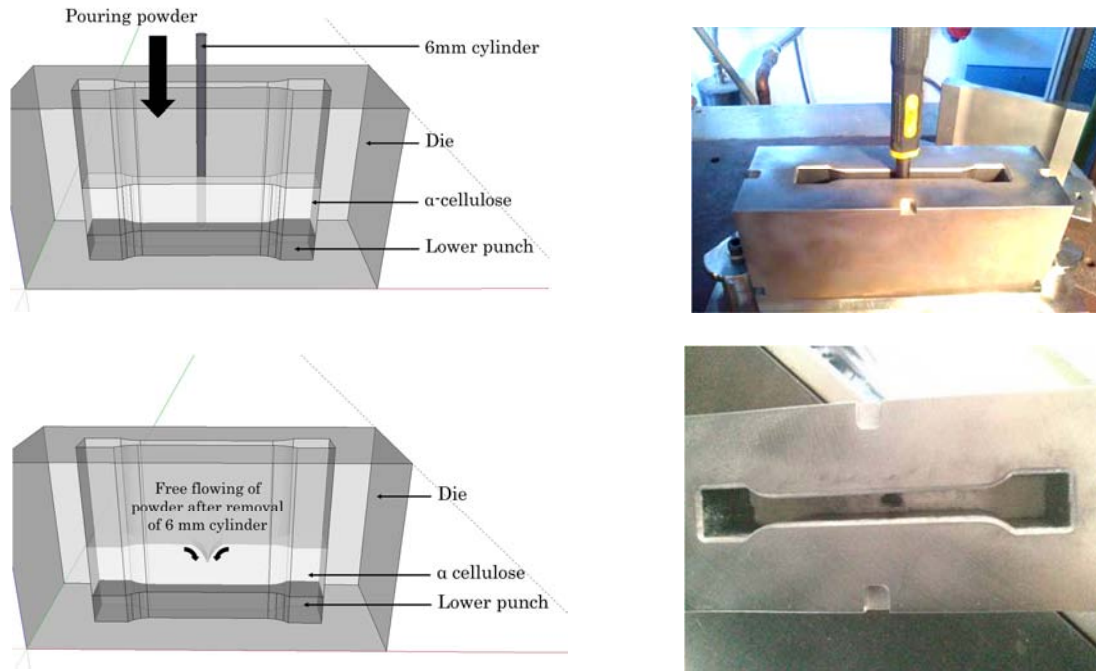 Pouring powder
6mm cylinder
Die
α-cellulose
Lower punch
Free flowing of
powder after removal
of 6 mm cylinder
Die
α cellulose
Lower punch